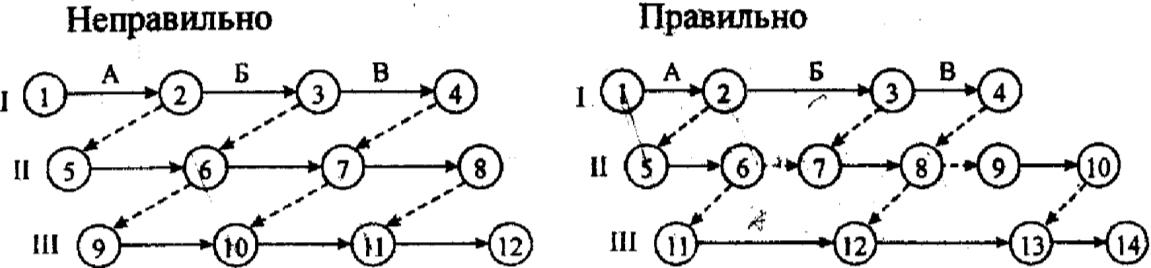 Неправильно
Правильно
А Б В
I 1 2 3 4
II 5 6 7 8
III 9 10 11 12
А Б В
I 1 2 3 4
II 5 6 7 8 9 10
III 11 12 13 14